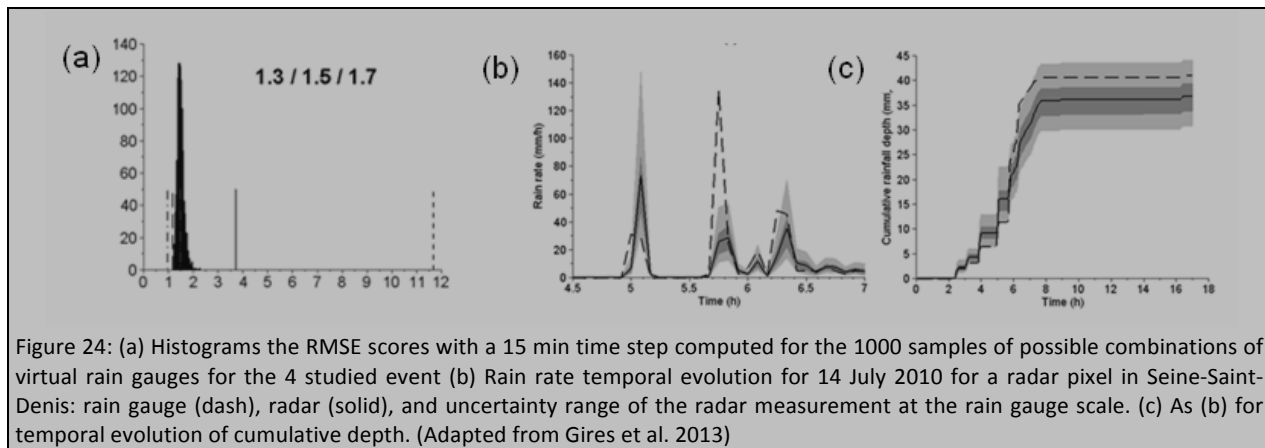 (a)
140
120
100
80
60
40
20
0
1.3 / 1.5 / 1.7
0 1 2 3 4 5 6 7 8 9 10 11 12
(b)
Rain rate (mm/h)
160
140
120
100
80
60
40
20
0
4.5 5 5.5 6 6.5 7
Time (h)
(c)
Cumulative rainfall depth (mm,
45
40
35
30
25
20
15
10
5
0
0 2 4 6 8 10 12 14 16 18
Time (h)
Figure 24: (a) Histograms the RMSE scores with a 15 min time step computed for the 1000 samples of possible combinations of
virtual rain gauges for the 4 studied event (b) Rain rate temporal evolution for 14 July 2010 for a radar pixel in Seine-Saint-
Denis: rain gauge (dash), radar (solid), and uncertainty range of the radar measurement at the rain gauge scale. (c) As (b) for
temporal evolution of cumulative depth. (Adapted from Gires et al. 2013)